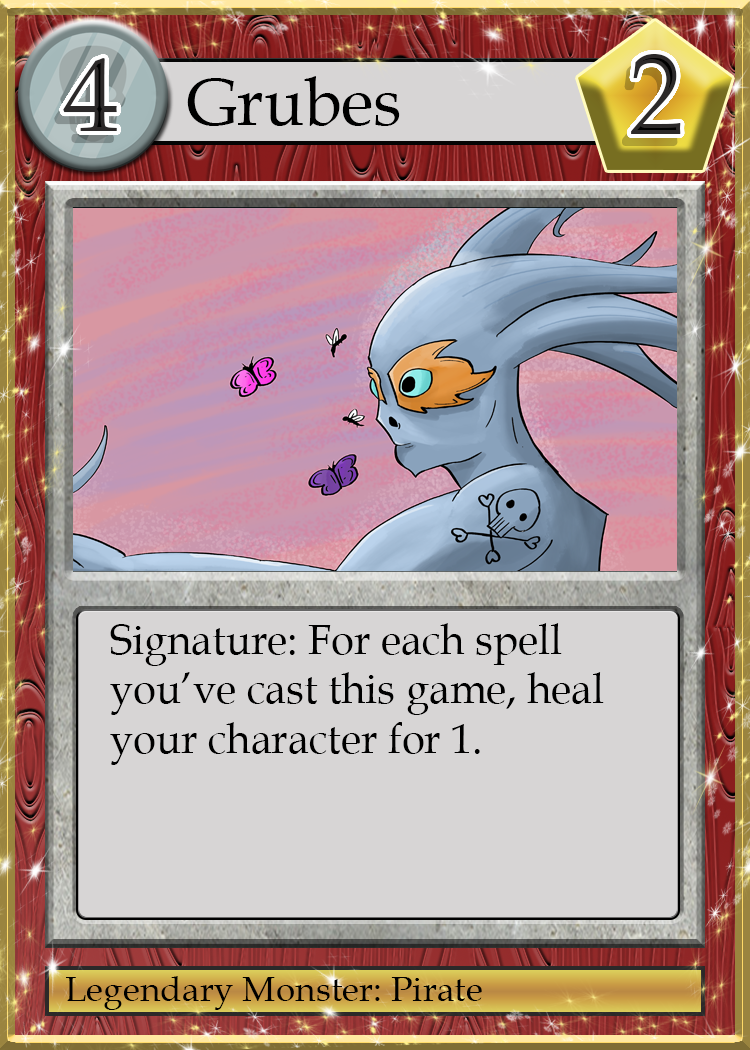 4 Grubes 2
Signature: For each spell
you’ve cast this game, heal
your character for 1.
Legendary Monster: Pirate